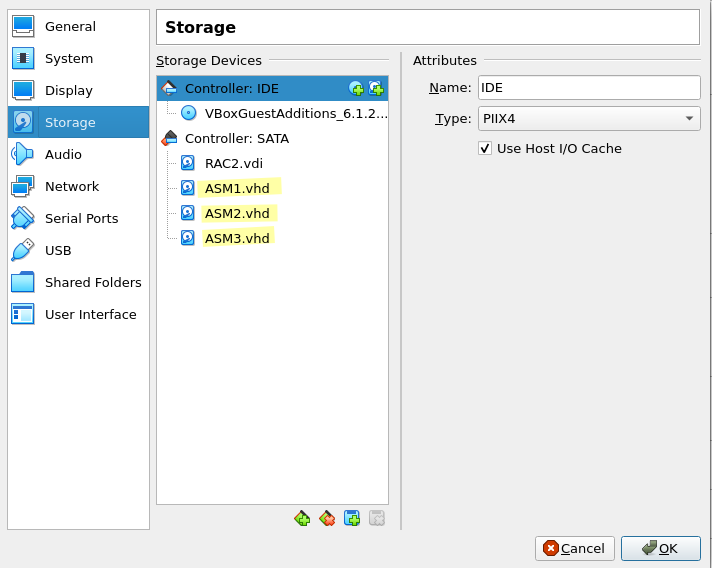 General
System
Display
Storage
Audio
Network
Serial Ports
USB
Shared Folders
User Interface
Storage
Storage Devices
Controller: IDE
VBoxGuestAdditions_6.1.2...
Controller: SATA
RAC2.vdi
ASM1.vhd
ASM2.vhd
ASM3.vhd
Attributes
Name: IDE
Type: PIIX4
Use Host I/O Cache
Cancel
OK